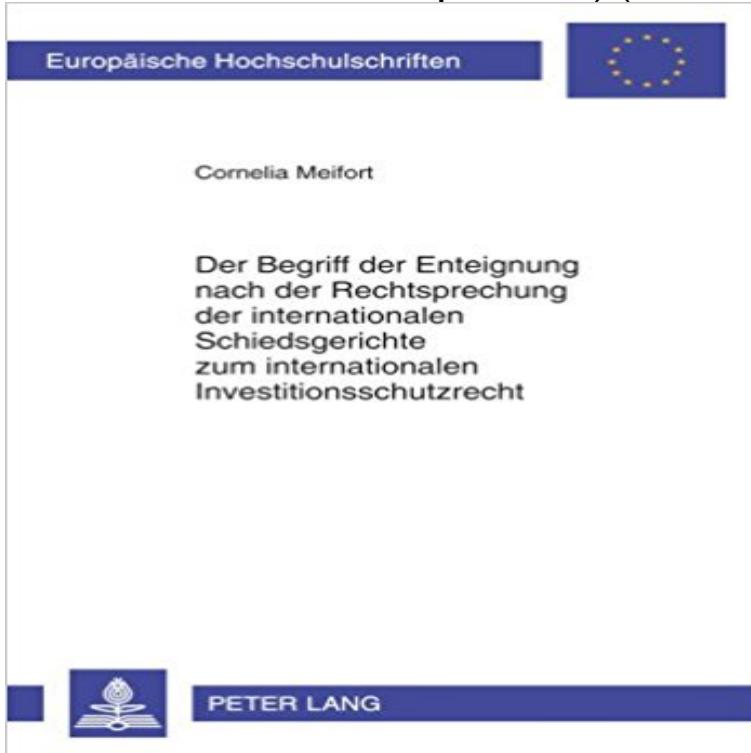 Europäische Hochschulschriften
Cornelia Meifort
Der Begriff der Enteignung
nach der Rechtsprechung
der internationalen
Schiedsgerichte
zum internationalen
Investitionsschutzrecht
PETER LANG